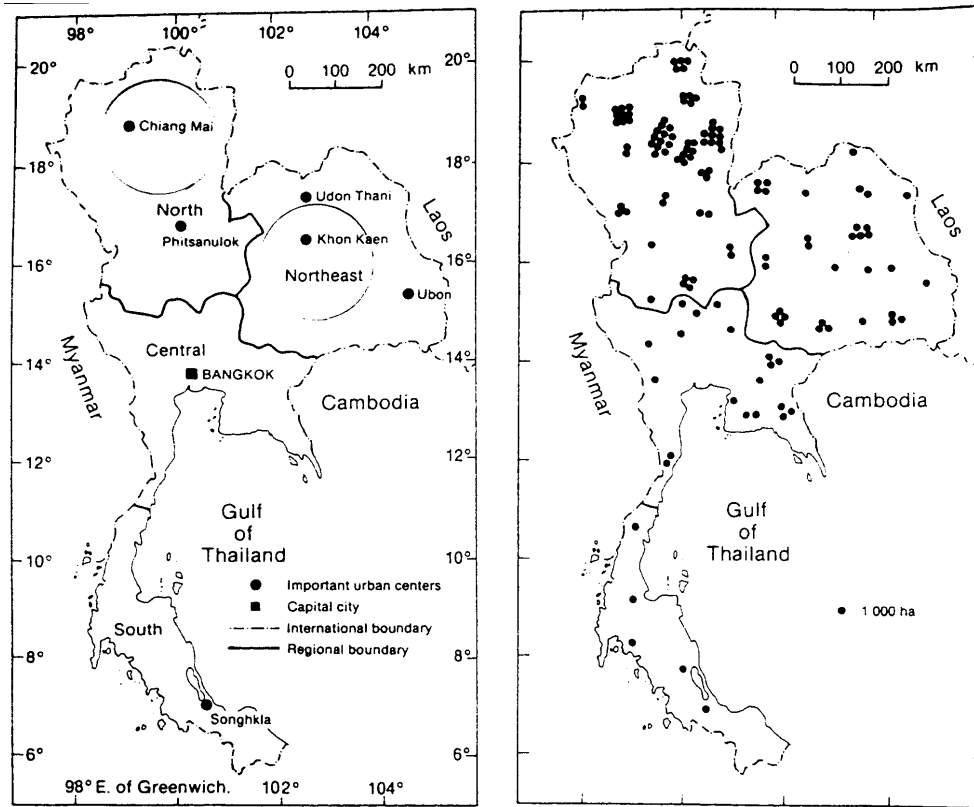 98° 100° 102° 104°
20°
0 100 200 km
Chiang Mai
18°
Udon Thani
North
Phitsanulok
Khon Kaen
Laos
16°
Northeast
Ubon
Central
14°
BANGKOK
Myanmar
Cambodia
12°
Gulf
of
Thailand
10°
Important urban centers
Capital city
International boundary
Regional boundary
South
8°
Songhkla
6°
98° E. of Greenwich. 102° 104°
20°
18°
16°
14°
12°
10°
8°
6°
0 100 200 km
Laos
Myanmar
Cambodia
Gulf
of
Thailand
1 000 ha